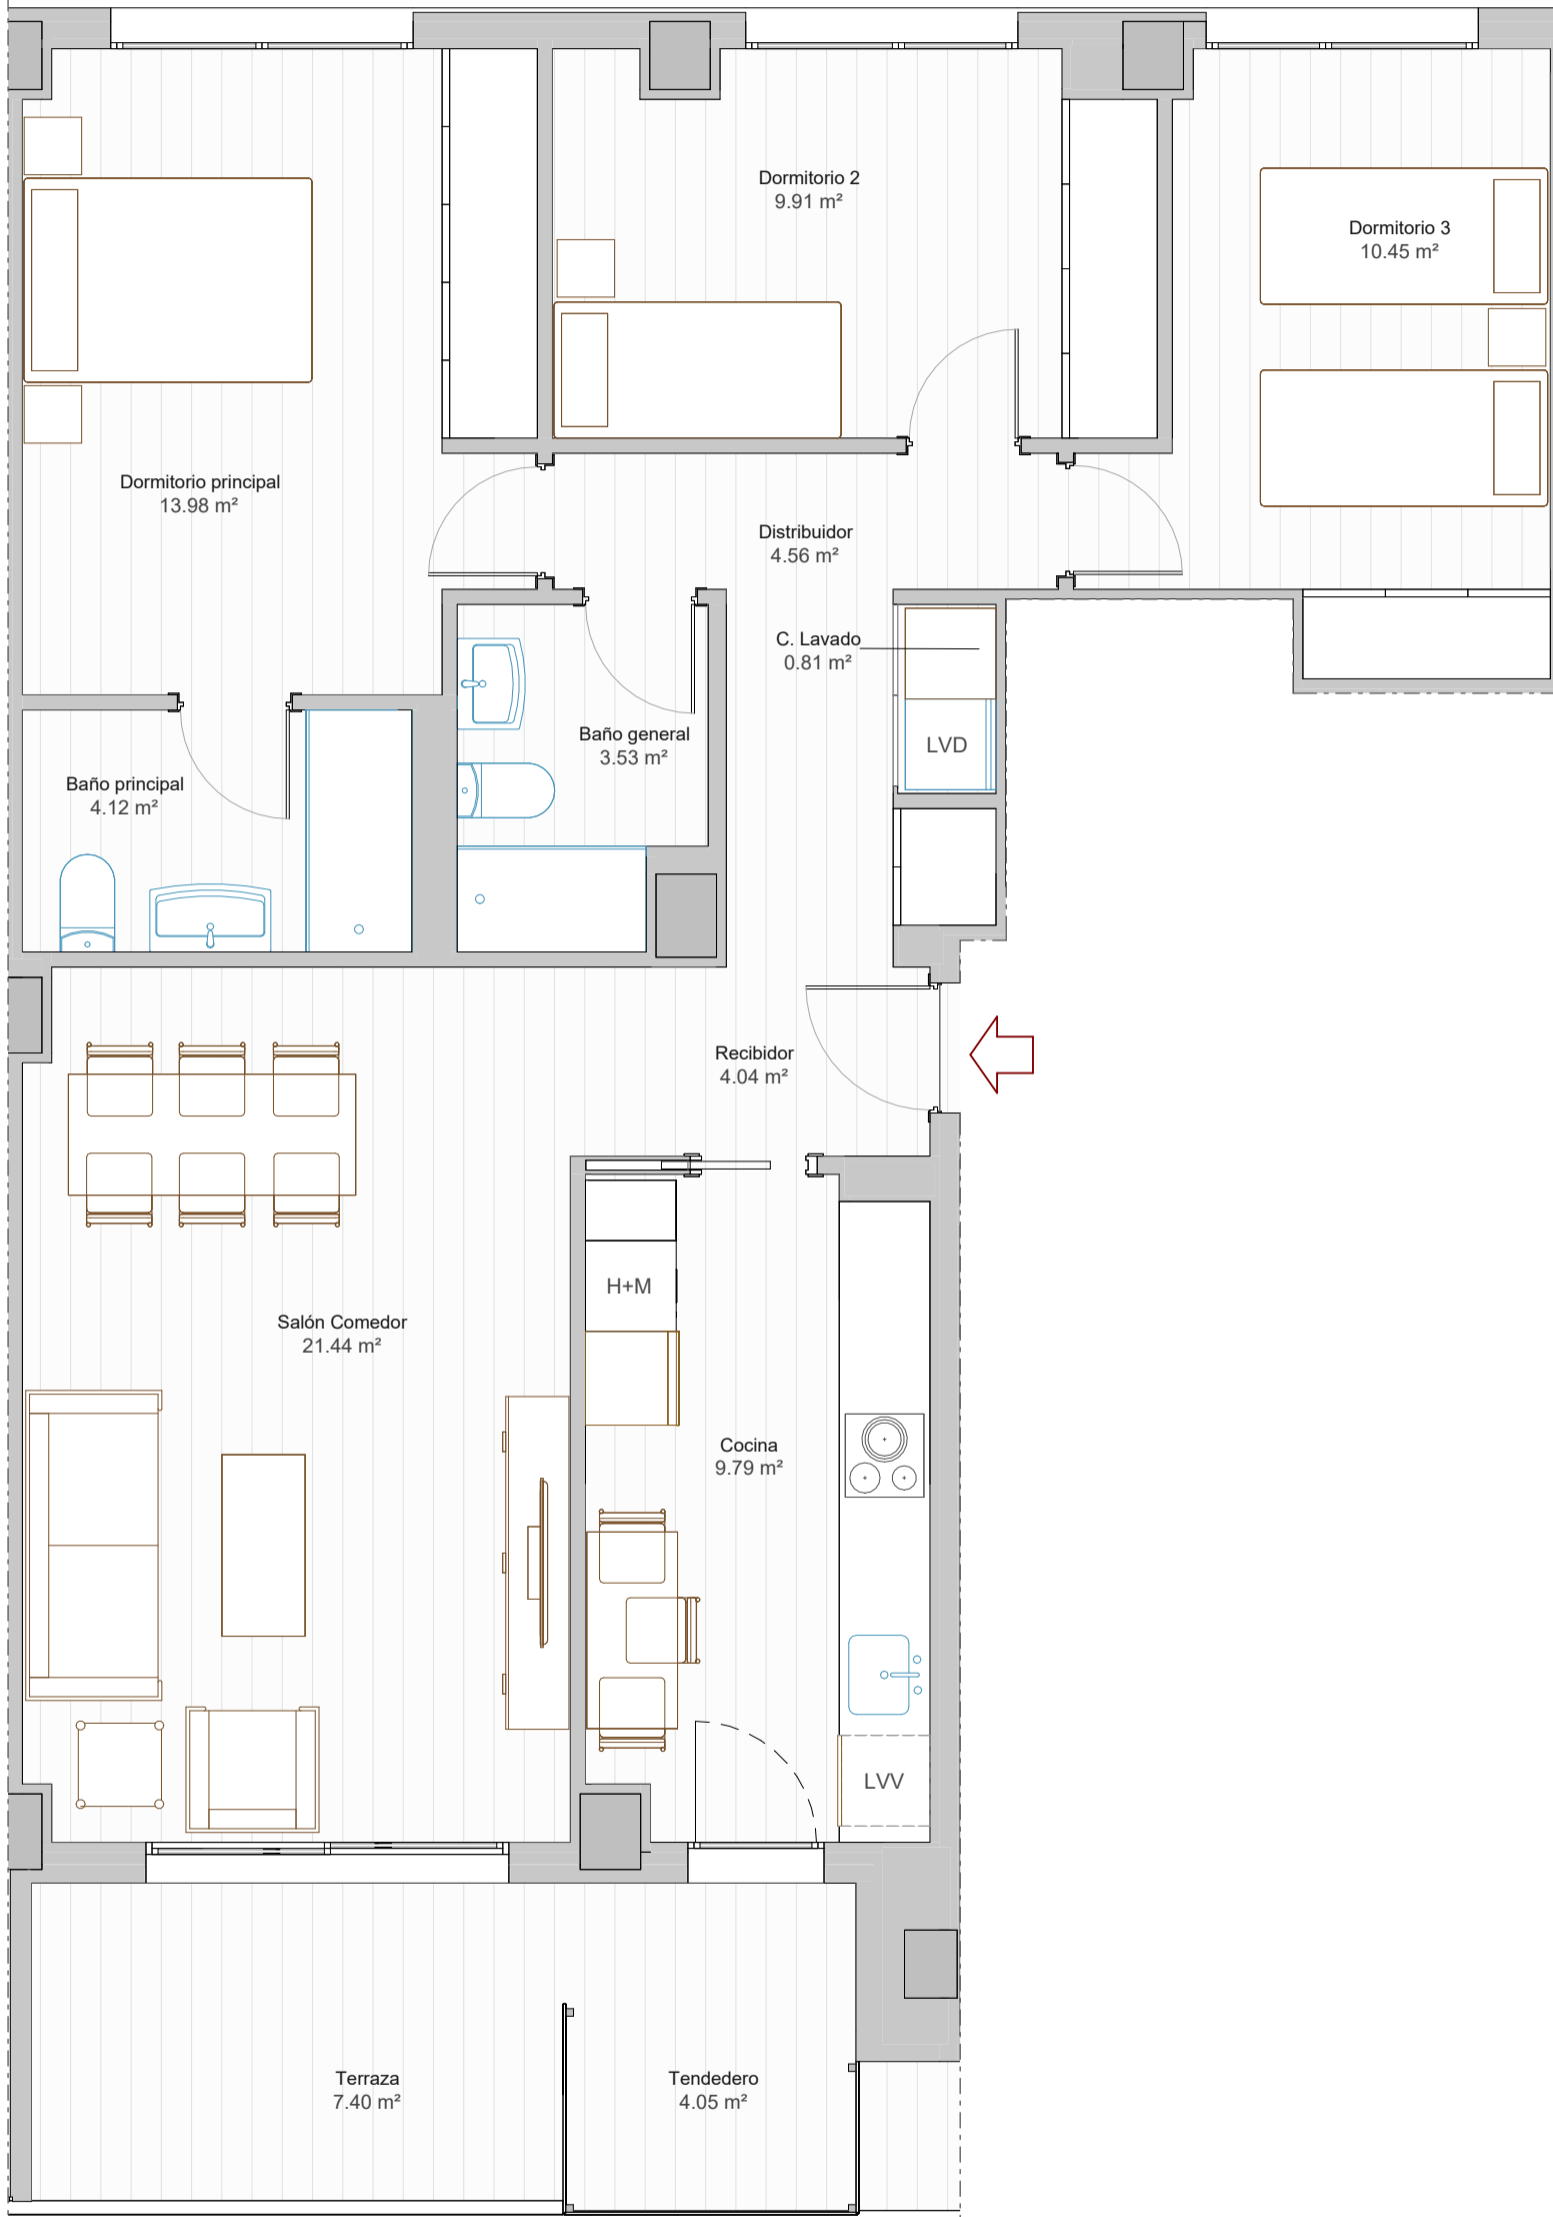 Dormitorio 2
9.91 m²
Dormitorio 3
10.45 m²
Dormitorio principal
13.98 m²
Distribuidor
4.56 m²
C. Lavado
0.81 m²
LVD
Baño general
3.53 m²
Baño principal
4.12 m²
Recibidor
4.04 m²
H+M
Salón Comedor
21.44 m²
Cocina
9.79 m²
LVV
Terraza
7.40 m²
Tendedero
4.05 m²